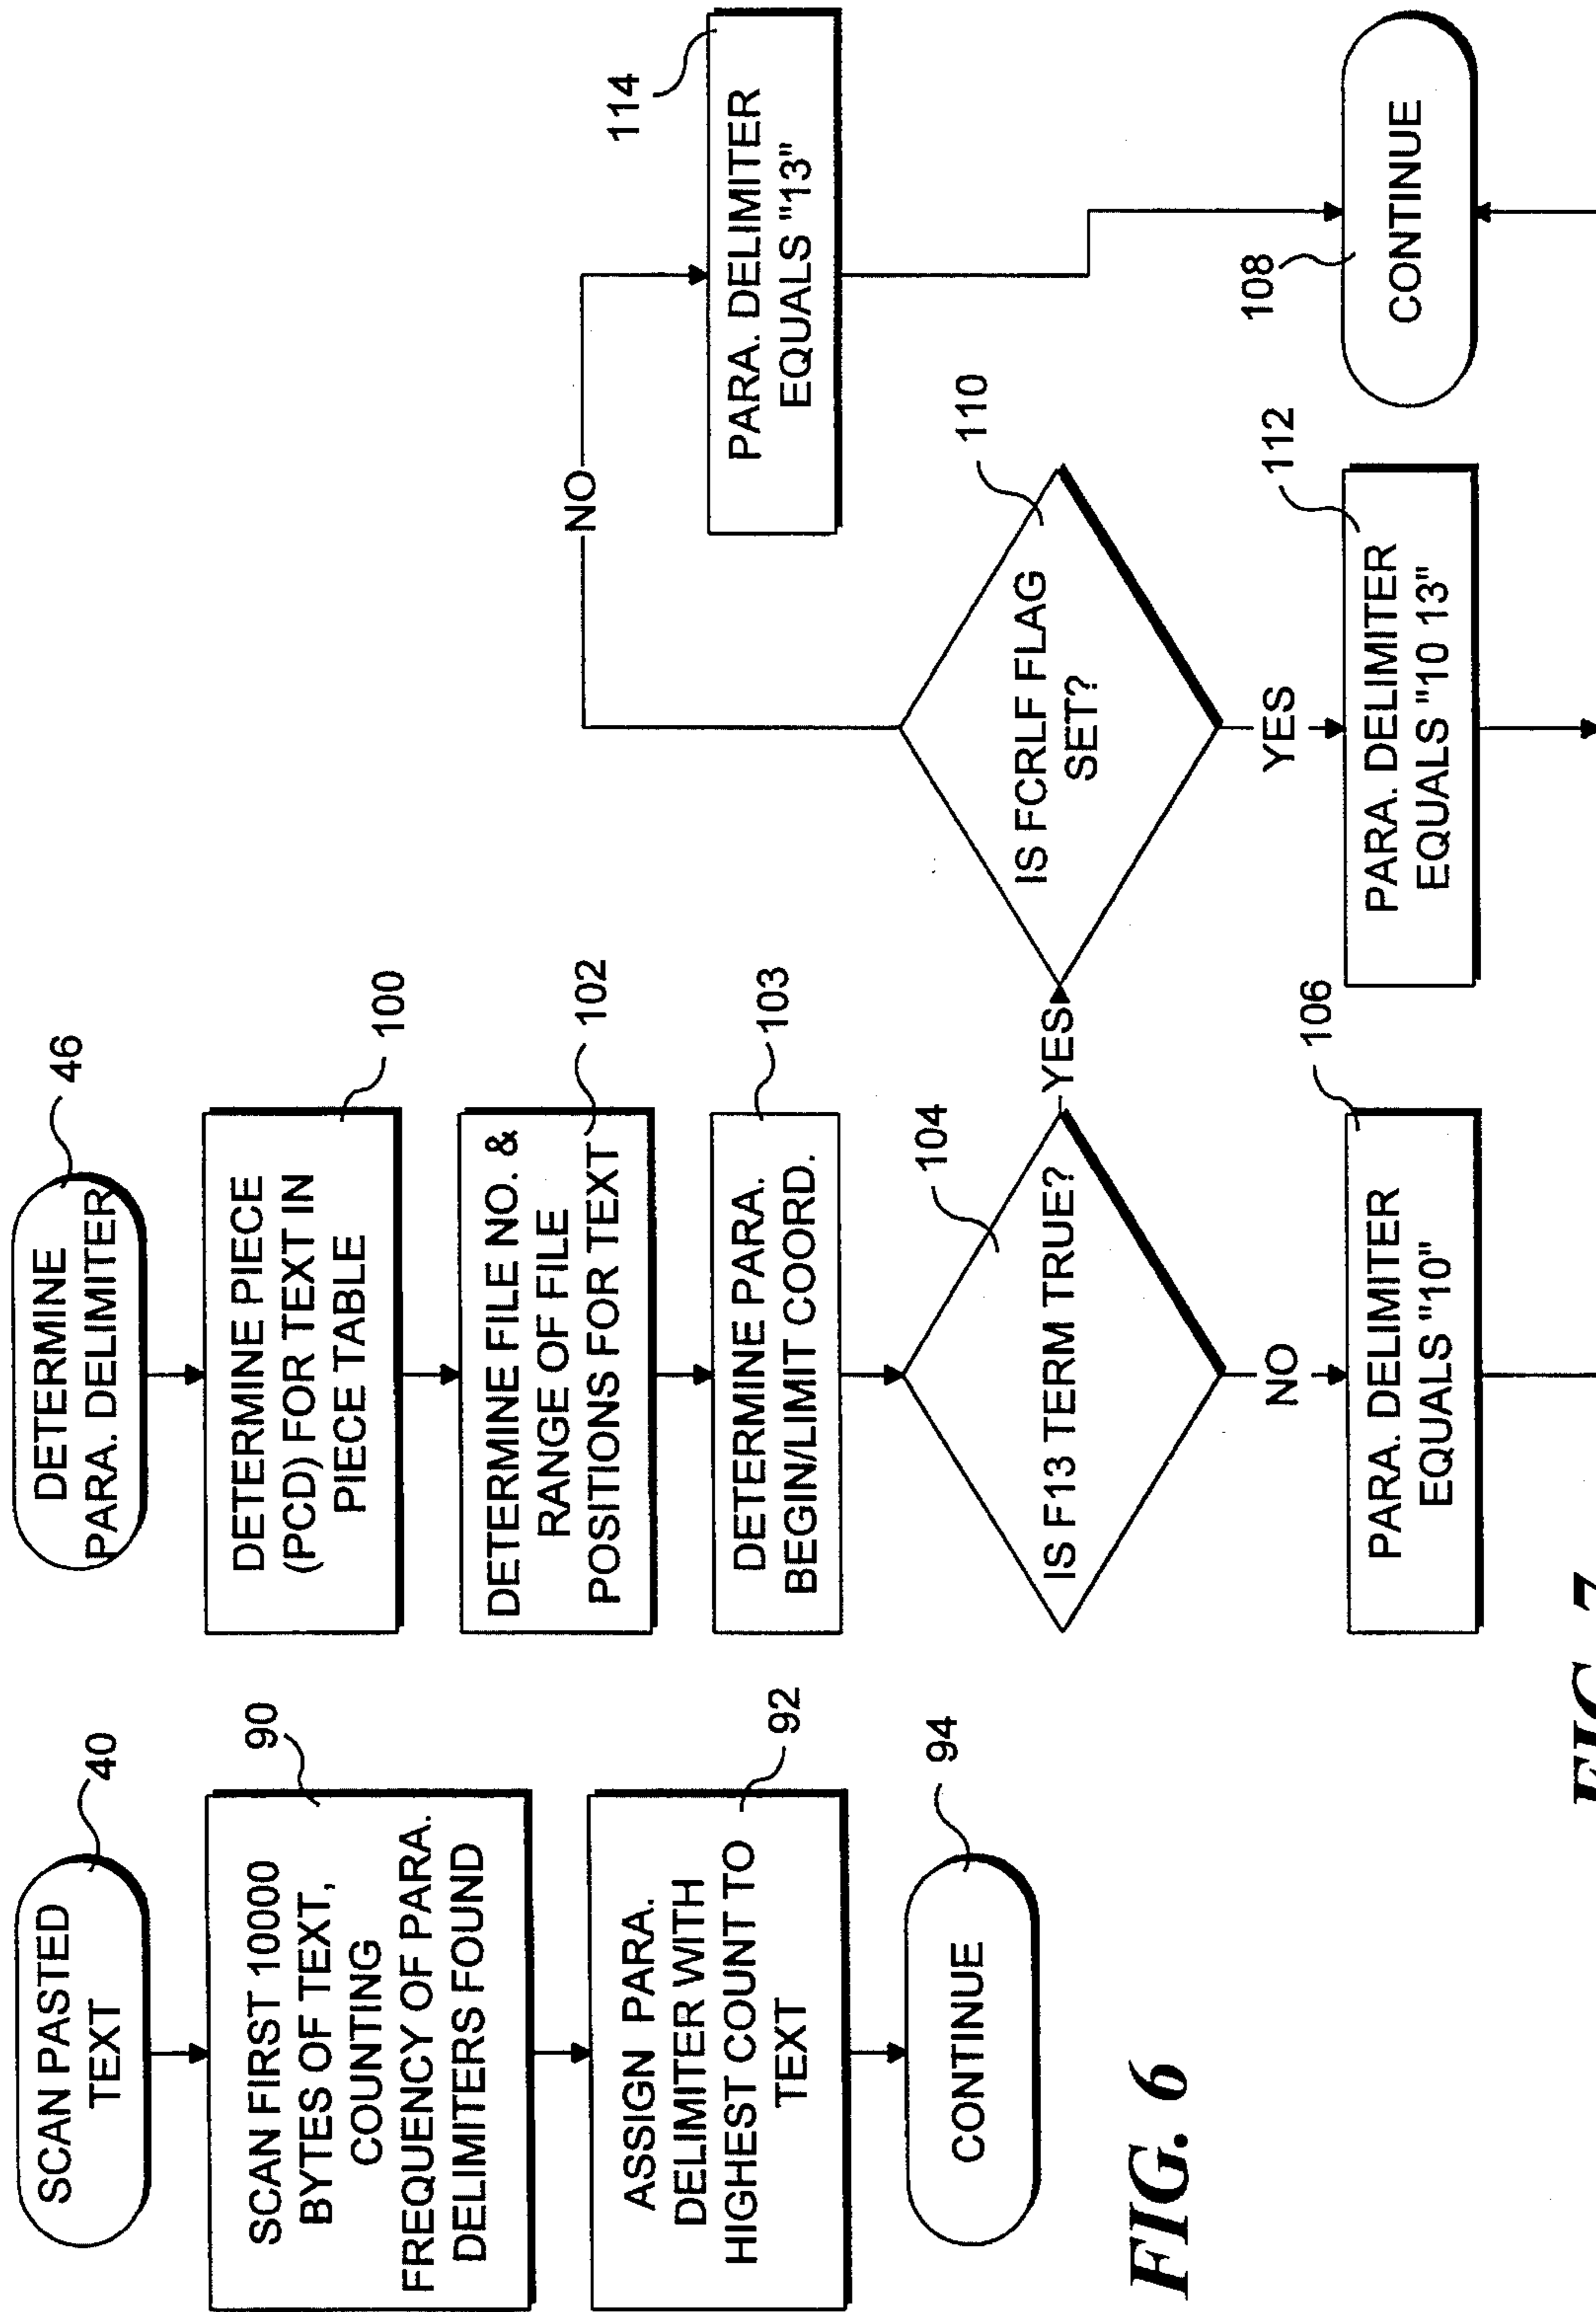 SCAN PASTED
TEXT
40
SCAN FIRST 10000
BYTES OF TEXT,
COUNTING
FREQUENCY OF PARA.
DELIMITERS FOUND
90
ASSIGN PARA.
DELIMITER WITH
HIGHEST COUNT TO
TEXT
92
CONTINUE
94
FIG. 6
DETERMINE
PARA. DELIMITER
46
DETERMINE PIECE
(PCD) FOR TEXT IN
PIECE TABLE
100
DETERMINE FILE NO. &
RANGE OF FILE
POSITIONS FOR TEXT
102
DETERMINE PARA.
BEGIN/LIMIT COORD.
103
IS F13 TERM TRUE?
104
YES
NO
PARA. DELIMITER
EQUALS "10"
106
IS FCRLF FLAG
SET?
110
NO
YES
PARA. DELIMITER
EQUALS "10 13"
112
PARA. DELIMITER
EQUALS "13"
114
CONTINUE
108
FIG. 7